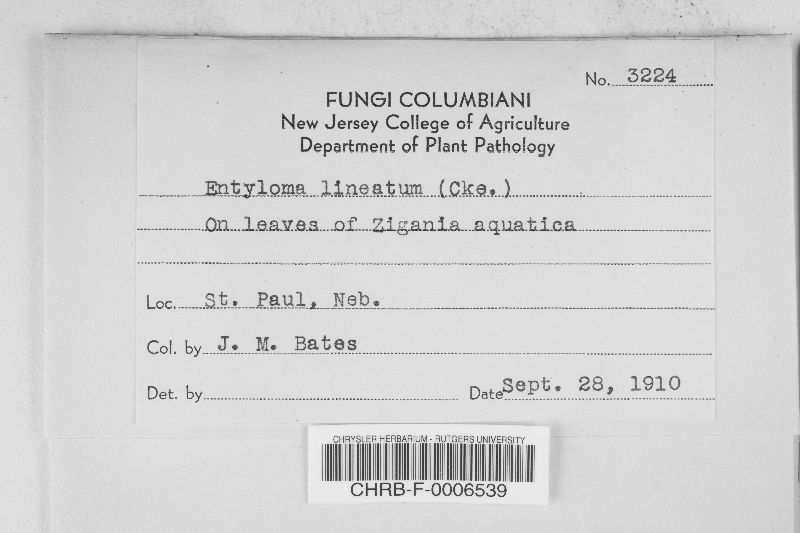 No. 3224
FUNGI COLUMBIANI
New Jersey College of Agriculture
Department of Plant Pathology
Entyloma lineatum (Cke.)
On leaves of Zigania aquatica
Loc. St. Paul, Neb.
Col. by J. M. Bates
Det. by
Date Sept. 28, 1910
CHRYSLER HERBARIUM - RUTGERS UNIVERSITY
CHRB-F-0006539